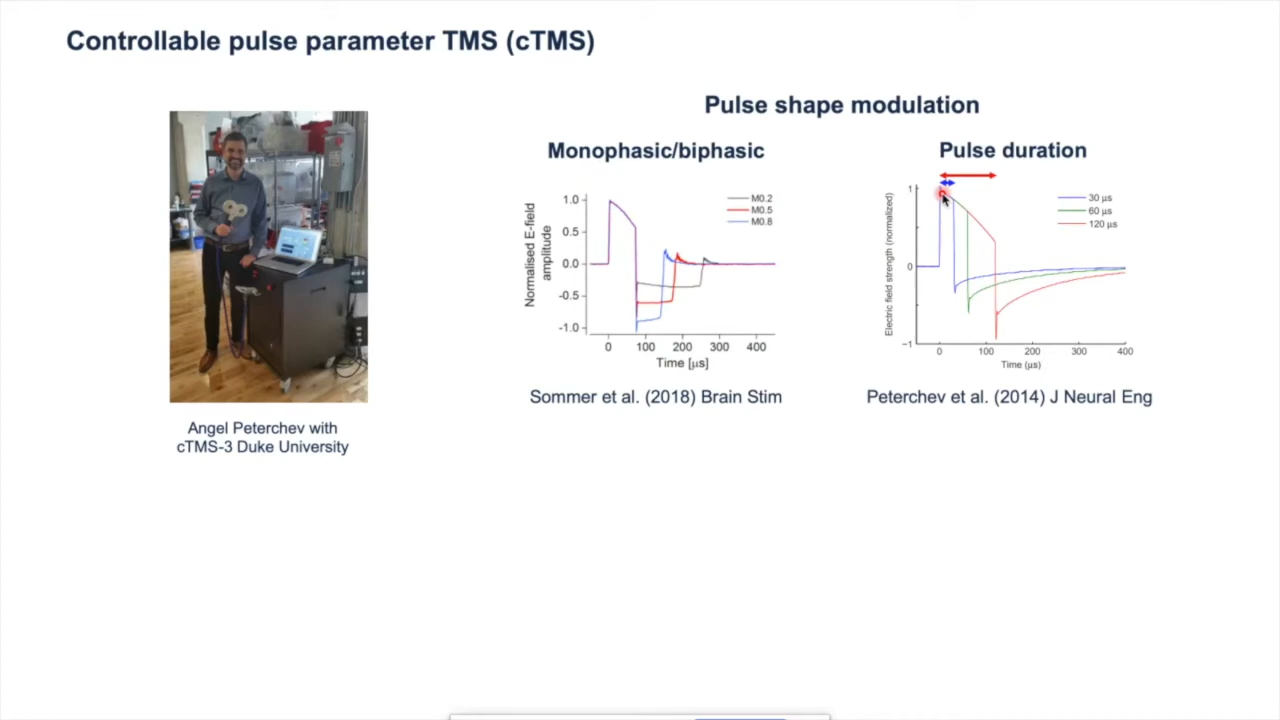 Controllable pulse parameter TMS (cTMS)
Pulse shape modulation
Monophasic/biphasic
Pulse duration
Normalised E-field
amplitude
1.0
0.5
0.0
-0.5
-1.0
M0.2
M0.5
M0.8
0 100 200 300 400
Time [µs]
Sommer et al. (2018) Brain Stim
Electric field strength (normalized)
1
0
−1
30 µs
60 µs
120 µs
0 100 200 300 400
Time (µs)
Peterchev et al. (2014) J Neural Eng
Angel Peterchev with
cTMS-3 Duke University